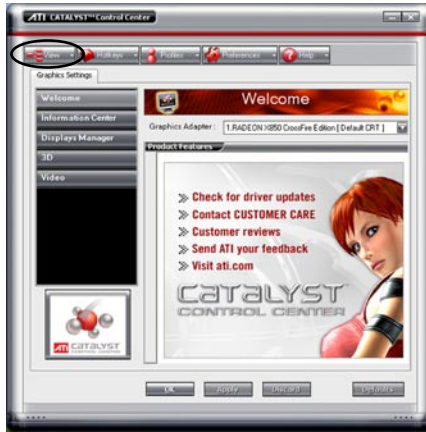 ATI CATALYST™ Control Center
View Hotkeys Profiles Preferences Help
Graphics Settings
Welcome
Information Center
Displays Manager
3D
Video
Welcome
Graphics Adapter: 1.RADEON X850 CrossFire Edition [ Default CRT ]
Product Features
Check for driver updates
Contact CUSTOMER CARE
Customer reviews
Send ATI your feedback
Visit ati.com
CATALYST
CONTROL CENTER
ATI CATALYST
CONTROL CENTER
OK Apply Discard Defaults